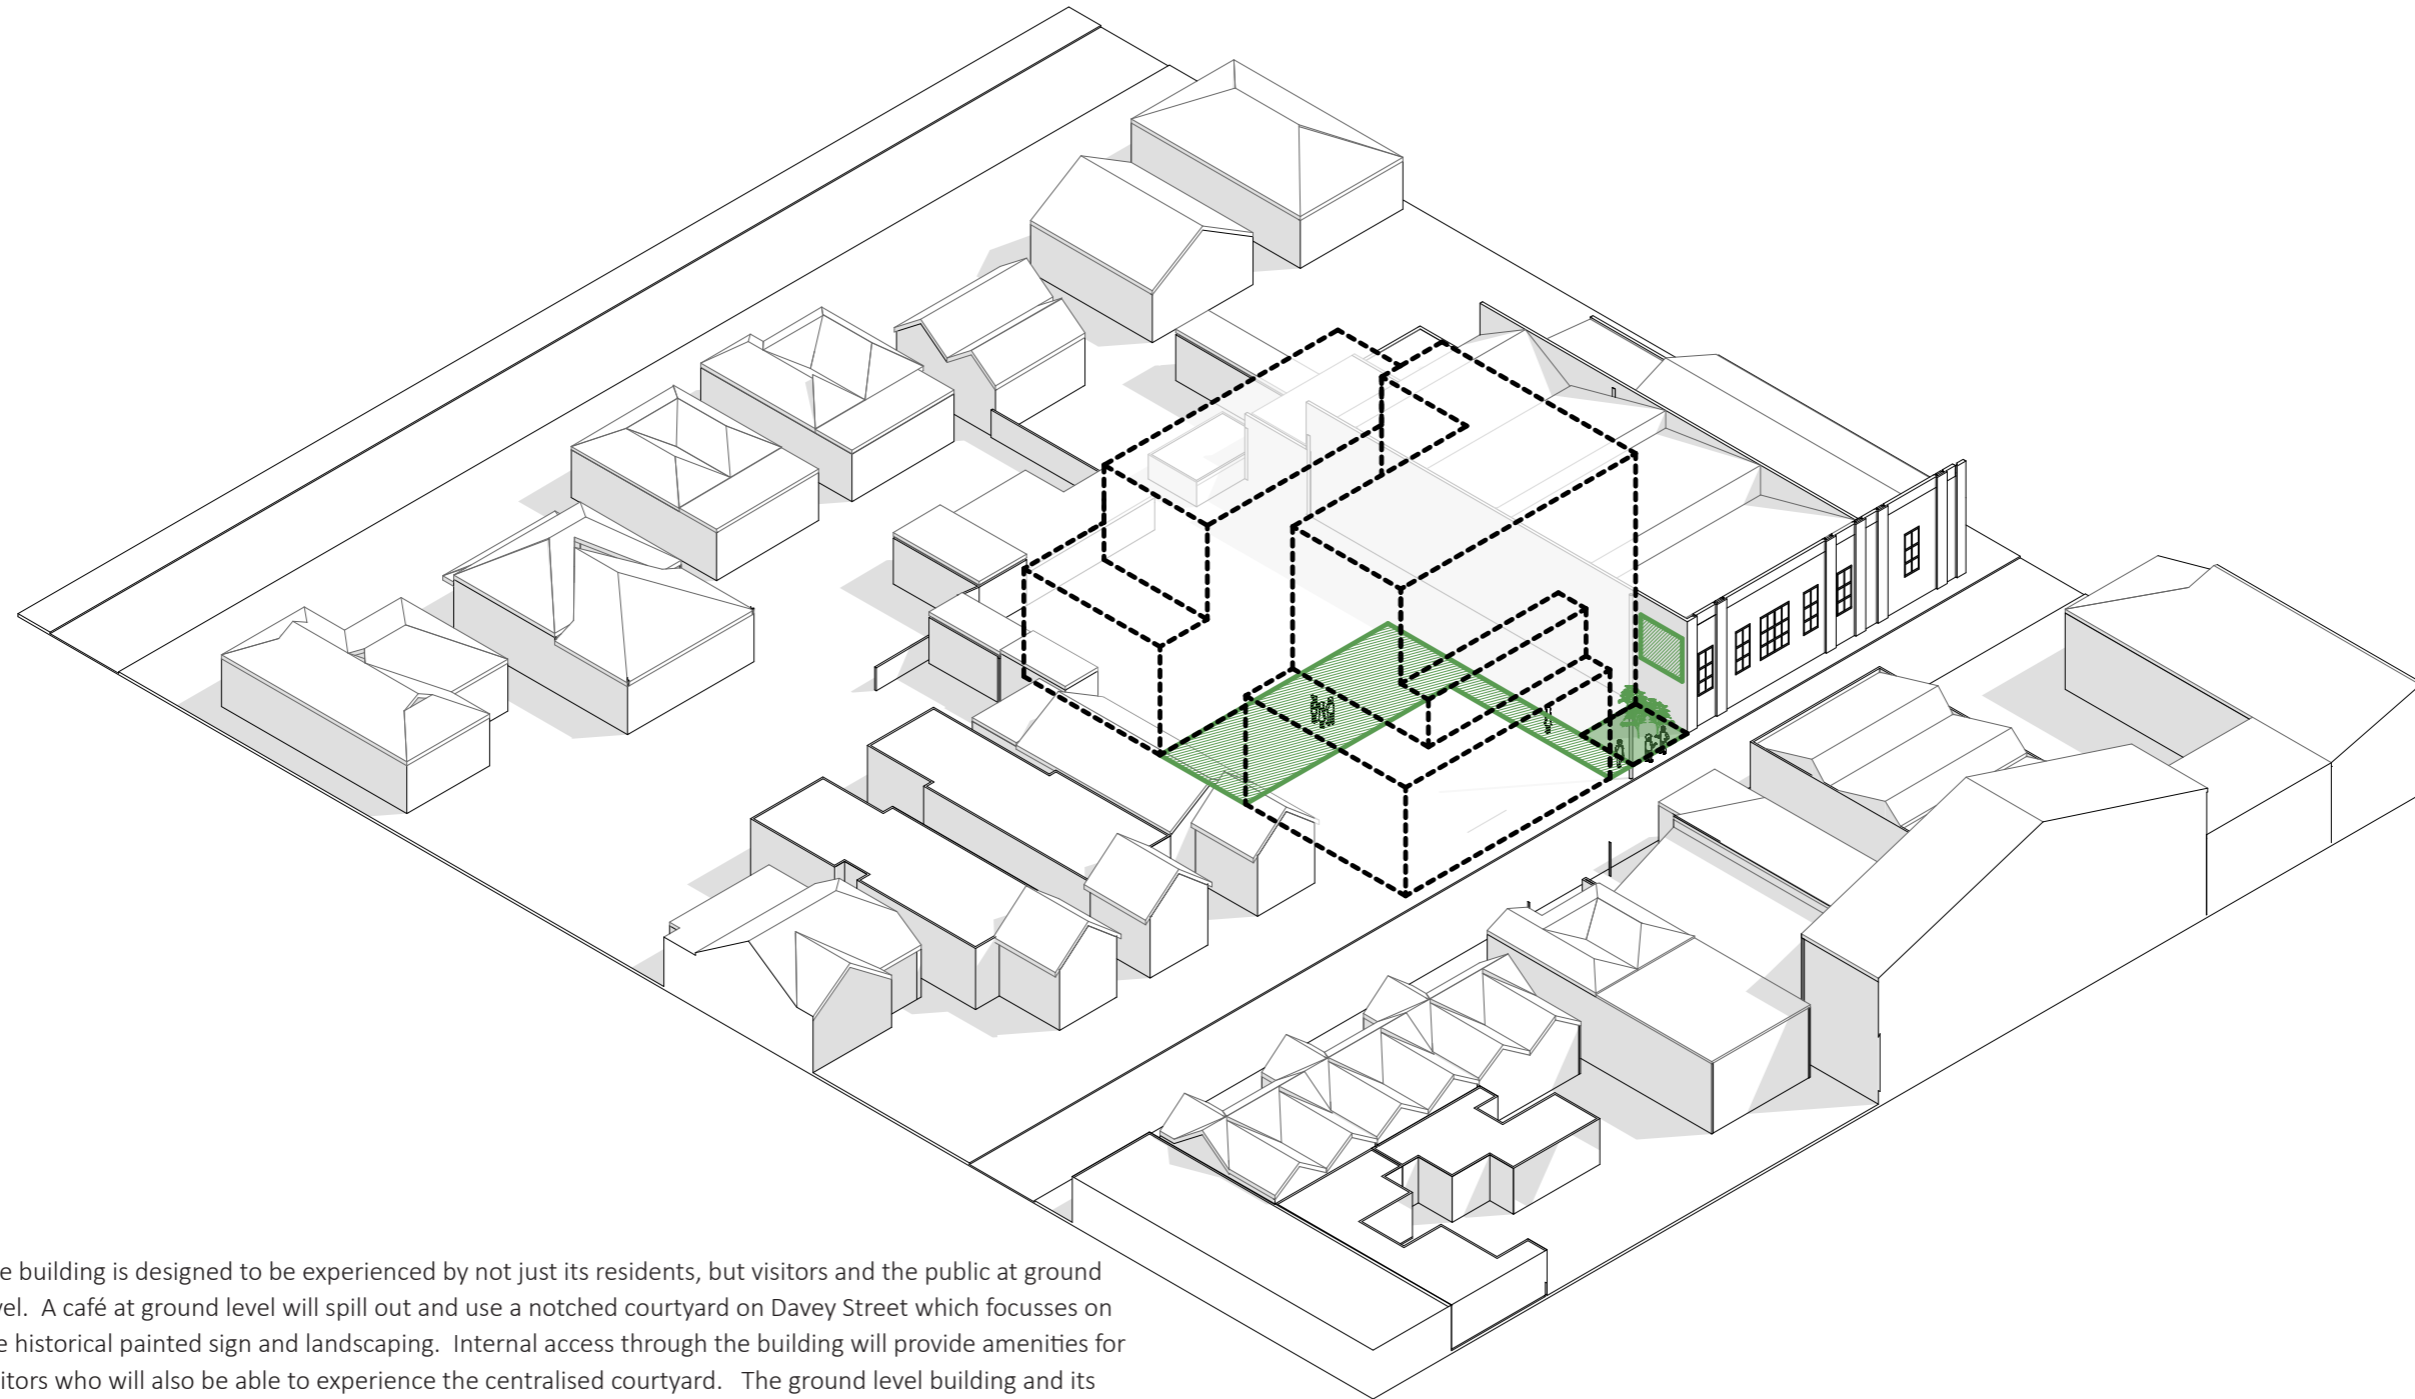 e building is designed to be experienced by not just its residents, but visitors and the public at ground
vel. A café at ground level will spill out and use a notched courtyard on Davey Street which focusses on
e historical painted sign and landscaping. Internal access through the building will provide amenities for
itors who will also be able to experience the centralised courtyard. The ground level building and its